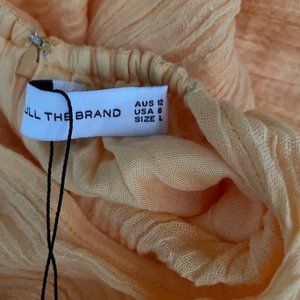 THE BRAND
AUS 12
USA 8
SIZE L